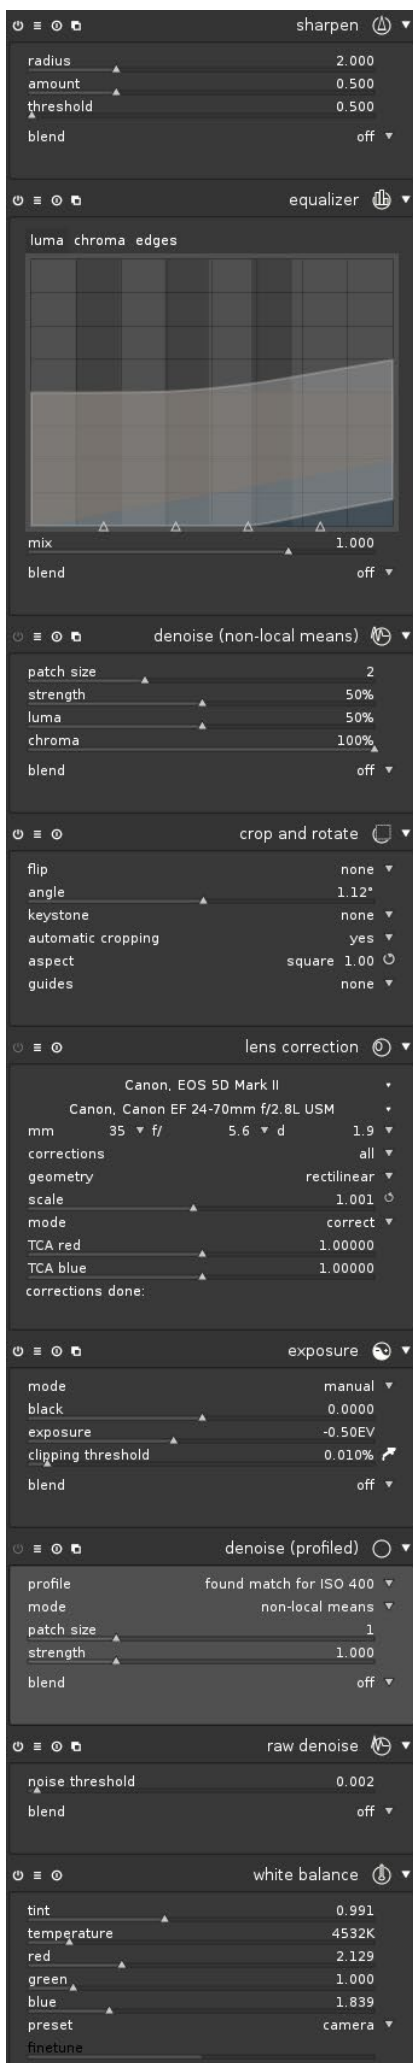 sharpen
radius 2.000
amount 0.500
threshold 0.500
blend off
equalizer
luma chroma edges
mix 1.000
blend off
denoise (non-local means)
patch size 2
strength 50%
luma 50%
chroma 100%
blend off
crop and rotate
flip none
angle 1.12°
keystone none
automatic cropping yes
aspect square 1.00
guides none
lens correction
Canon, EOS 5D Mark II
Canon, Canon EF 24-70mm f/2.8L USM
mm 35 f/ 5.6 d 1.9
corrections all
geometry rectilinear
scale 1.001
mode correct
TCA red 1.00000
TCA blue 1.00000
corrections done:
exposure
mode manual
black 0.0000
exposure -0.50EV
clipping threshold 0.010%
blend off
denoise (profiled)
profile found match for ISO 400
mode non-local means
patch size 1
strength 1.000
blend off
raw denoise
noise threshold 0.002
blend off
white balance
tint 0.991
temperature 4532K
red 2.129
green 1.000
blue 1.839
preset camera
finetune